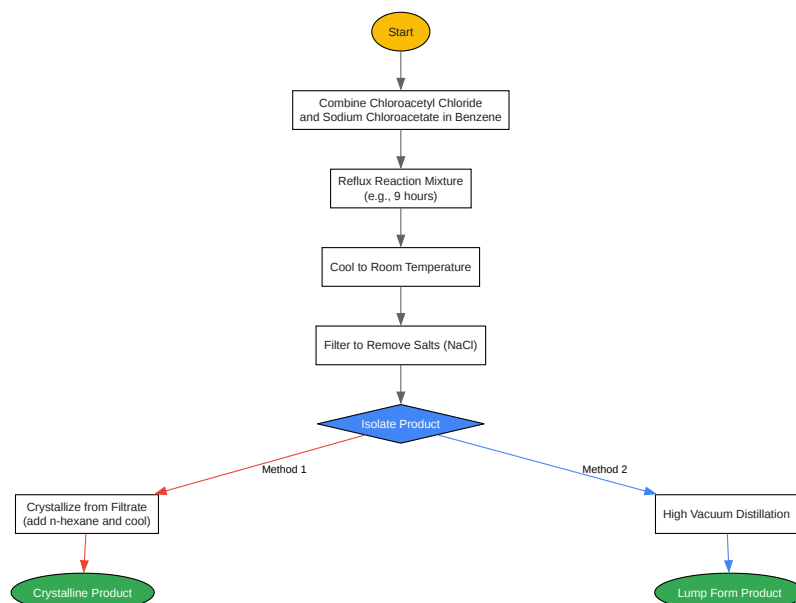 Start
Combine Chloroacetyl Chloride
and Sodium Chloroacetate in Benzene
Reflux Reaction Mixture
(e.g., 9 hours)
Cool to Room Temperature
Filter to Remove Salts (NaCl)
Isolate Product
Method 1
Method 2
Crystallize from Filtrate
(add n-hexane and cool)
High Vacuum Distillation
Crystalline Product
Lump Form Product